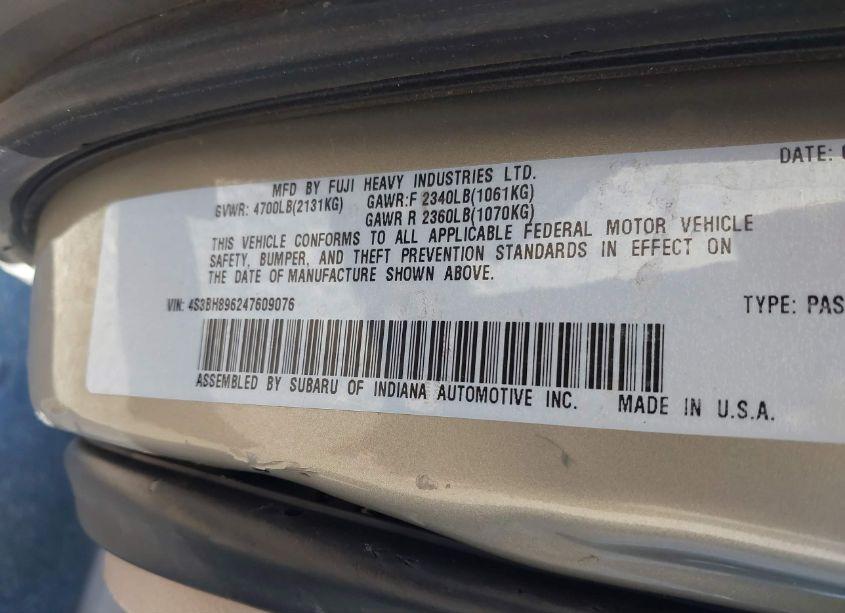 DATE:
MFD BY FUJI HEAVY INDUSTRIES LTD.
GVWR: 4700LB(2131KG) GAWR:F 2340LB(1061KG)
GAWR R 2360LB(1070KG)
THIS VEHICLE CONFORMS TO ALL APPLICABLE FEDERAL MOTOR VEHICLE
SAFETY, BUMPER, AND THEFT PREVENTION STANDARDS IN EFFECT ON
THE DATE OF MANUFACTURE SHOWN ABOVE.
VIN: 4S3BH896247609076 TYPE: PAS
ASSEMBLED BY SUBARU OF INDIANA AUTOMOTIVE INC. MADE IN U.S.A.